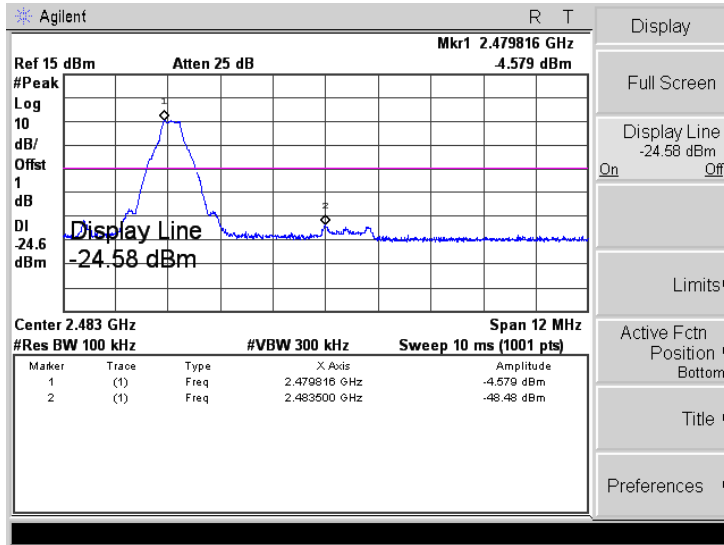 Agilent R T
Mkr1 2.479816 GHz
Ref 15 dBm Atten 25 dB -4.579 dBm
#Peak
Log
10
dB/
Offst
1
dB
DI
-24.6
dBm
1
2
Display Line
-24.58 dBm
Center 2.483 GHz Span 12 MHz
#Res BW 100 kHz #VBW 300 kHz Sweep 10 ms (1001 pts)
Marker Trace Type X Axis Amplitude
1 (1) Freq 2.479816 GHz -4.579 dBm
2 (1) Freq 2.483500 GHz -48.48 dBm
Display
Full Screen
Display Line
-24.58 dBm
On Off
Limits
Active Fctn
Position
Bottom
Title
Preferences